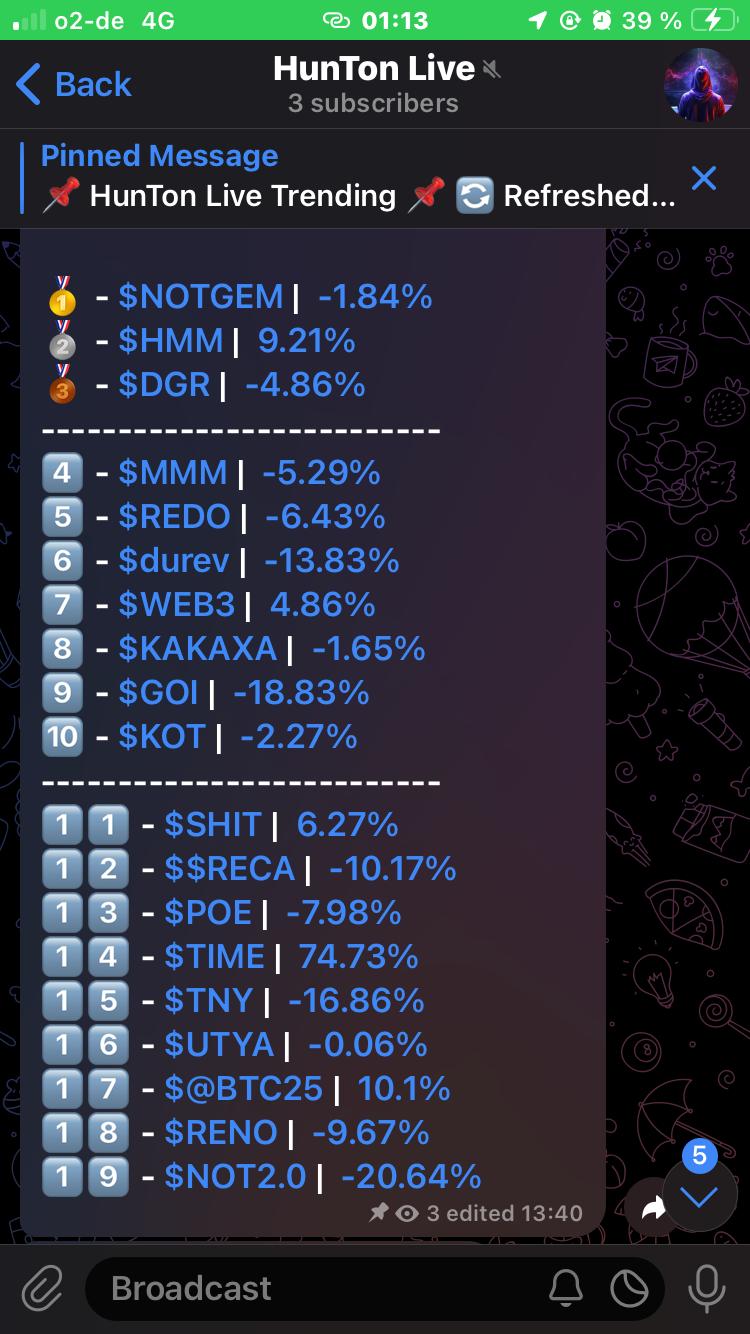 o2-de 4G 01:13 39 %
Back
HunTon Live
3 subscribers
Pinned Message
📌 HunTon Live Trending 📌 🔄 Refreshed...
🥇 - $NOTGEM | -1.84%
🥈 - $HMM | 9.21%
🥉 - $DGR | -4.86%
--------------------------
4️⃣ - $MMM | -5.29%
5️⃣ - $REDO | -6.43%
6️⃣ - $durev | -13.83%
7️⃣ - $WEB3 | 4.86%
8️⃣ - $KAKAXA | -1.65%
9️⃣ - $GOI | -18.83%
🔟 - $KOT | -2.27%
--------------------------
1️⃣1️⃣ - $SHIT | 6.27%
1️⃣2️⃣ - $$RECA | -10.17%
1️⃣3️⃣ - $POE | -7.98%
1️⃣4️⃣ - $TIME | 74.73%
1️⃣5️⃣ - $TNY | -16.86%
1️⃣6️⃣ - $UTYA | -0.06%
1️⃣7️⃣ - $@BTC25 | 10.1%
1️⃣8️⃣ - $RENO | -9.67%
1️⃣9️⃣ - $NOT2.0 | -20.64%
5
3 edited 13:40
Broadcast